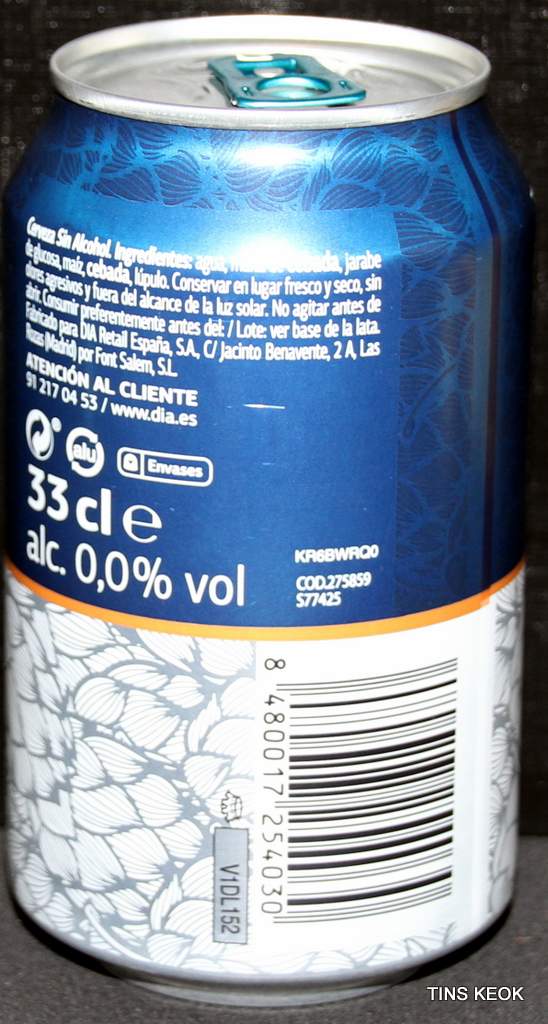 Cerveza Sin Alcohol. Ingredientes: agua, malta de cebada, jarabe
de glucosa, maíz, cebada, lúpulo. Conservar en lugar fresco y seco, sin
olores agresivos y fuera del alcance de la luz solar. No agitar antes de
abrir. Consumir preferentemente antes del: / Lote: ver base de la lata.
Fabricado para DIA Retail España, S.A., C/ Jacinto Benavente, 2 A, Las
Rozas (Madrid) por Font Salem, S.L.
ATENCIÓN AL CLIENTE
91 217 04 53 / www.dia.es
alu
Envases
33 cl e
alc. 0,0% vol
KR6BWRQ0
COD.275859
S77425
8 480017 254030
V1DL152
TINS KEOK